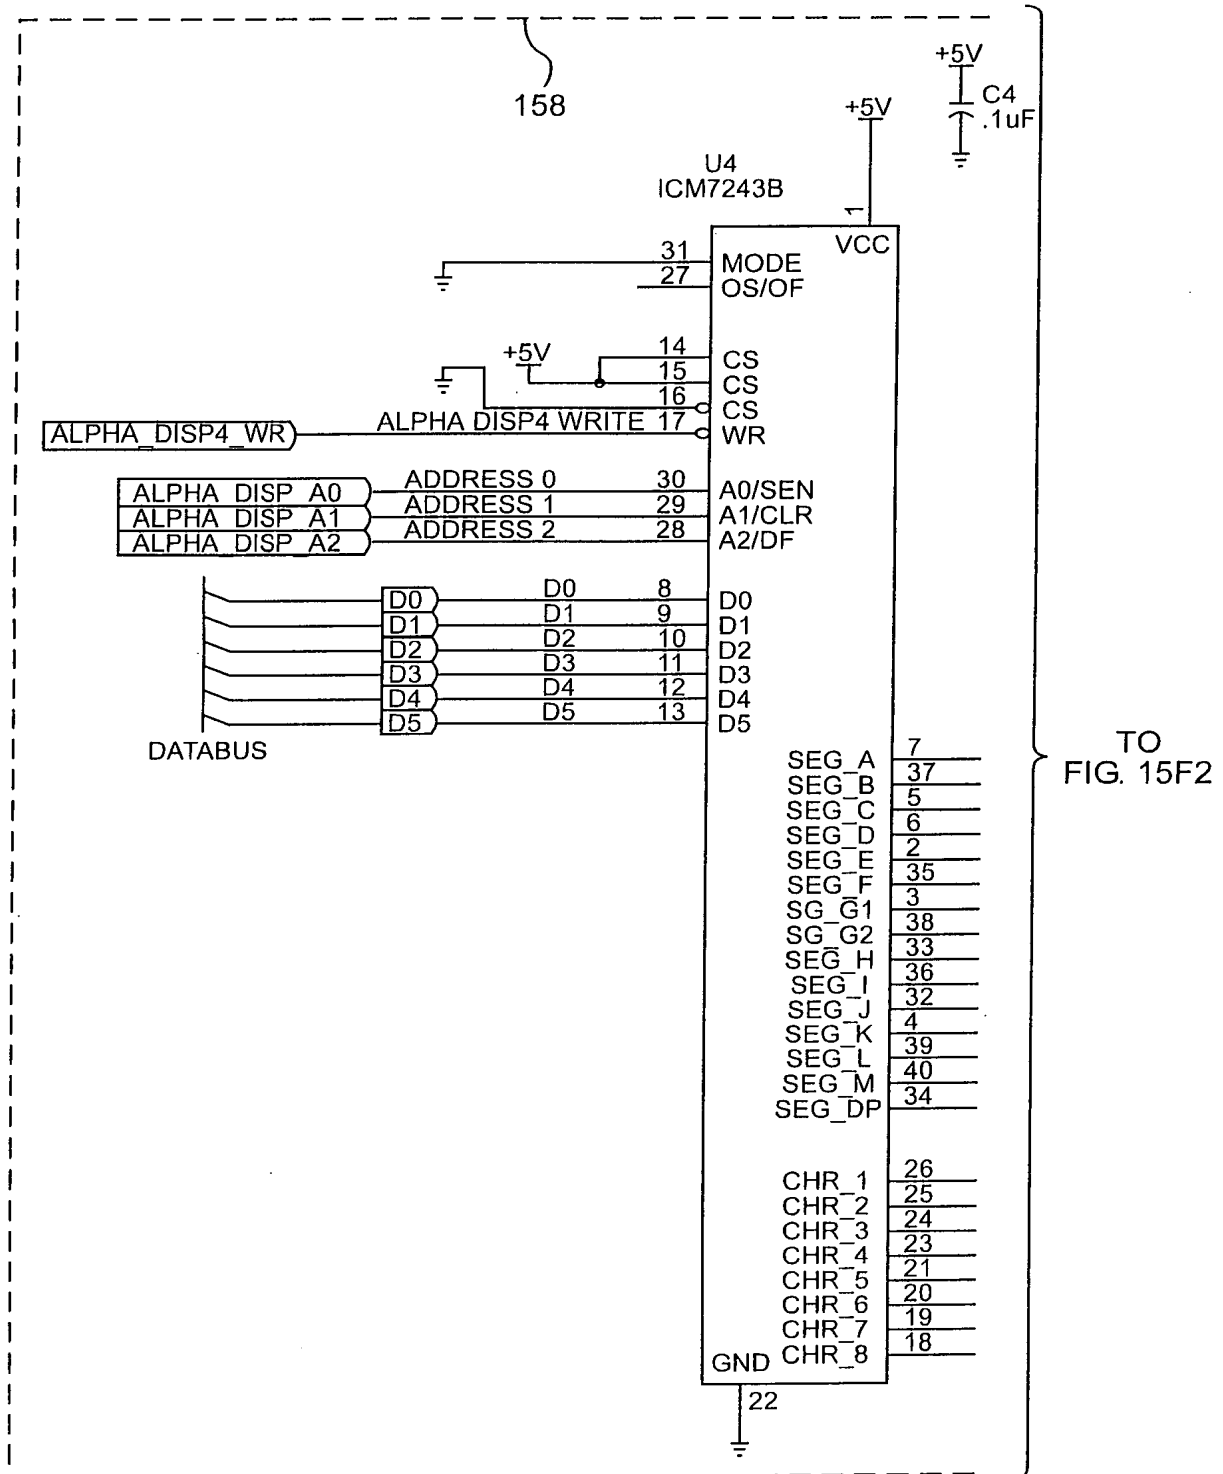 158
+5V
C4
.1uF
+5V
U4
ICM7243B
1
VCC
31 MODE
27 OS/OF
+5V
14 CS
15 CS
16 CS
ALPHA_DISP4_WR ALPHA DISP4 WRITE 17 WR
ALPHA_DISP_A0 ADDRESS 0 30 A0/SEN
ALPHA_DISP_A1 ADDRESS 1 29 A1/CLR
ALPHA_DISP_A2 ADDRESS 2 28 A2/DF
D0 D0 8 D0
D1 D1 9 D1
D2 D2 10 D2
D3 D3 11 D3
D4 D4 12 D4
D5 D5 13 D5
DATABUS
SEG_A 7
SEG_B 37
SEG_C 5
SEG_D 6
SEG_E 2
SEG_F 35
SG_G1 3
SG_G2 38
SEG_H 33
SEG_I 36
SEG_J 32
SEG_K 4
SEG_L 39
SEG_M 40
SEG_DP 34
TO
FIG. 15F2
CHR_1 26
CHR_2 25
CHR_3 24
CHR_4 23
CHR_5 21
CHR_6 20
CHR_7 19
CHR_8 18
GND
22